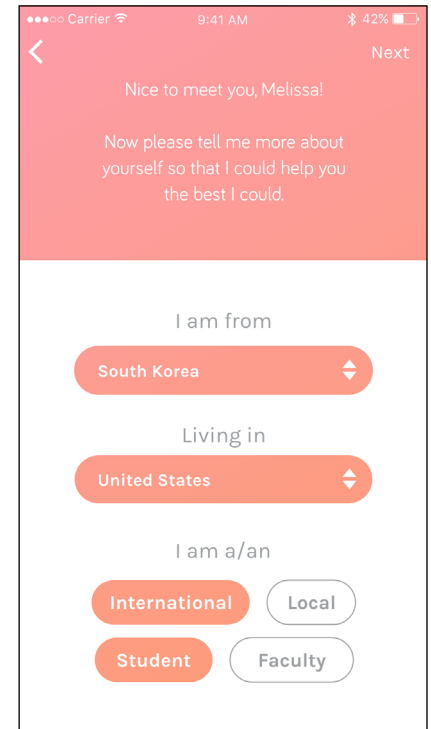 Carrier 9:41 AM 42%
Next
Nice to meet you, Melissa!
Now please tell me more about
yourself so that I could help you
the best I could.
I am from
South Korea
Living in
United States
I am a/an
International Local
Student Faculty